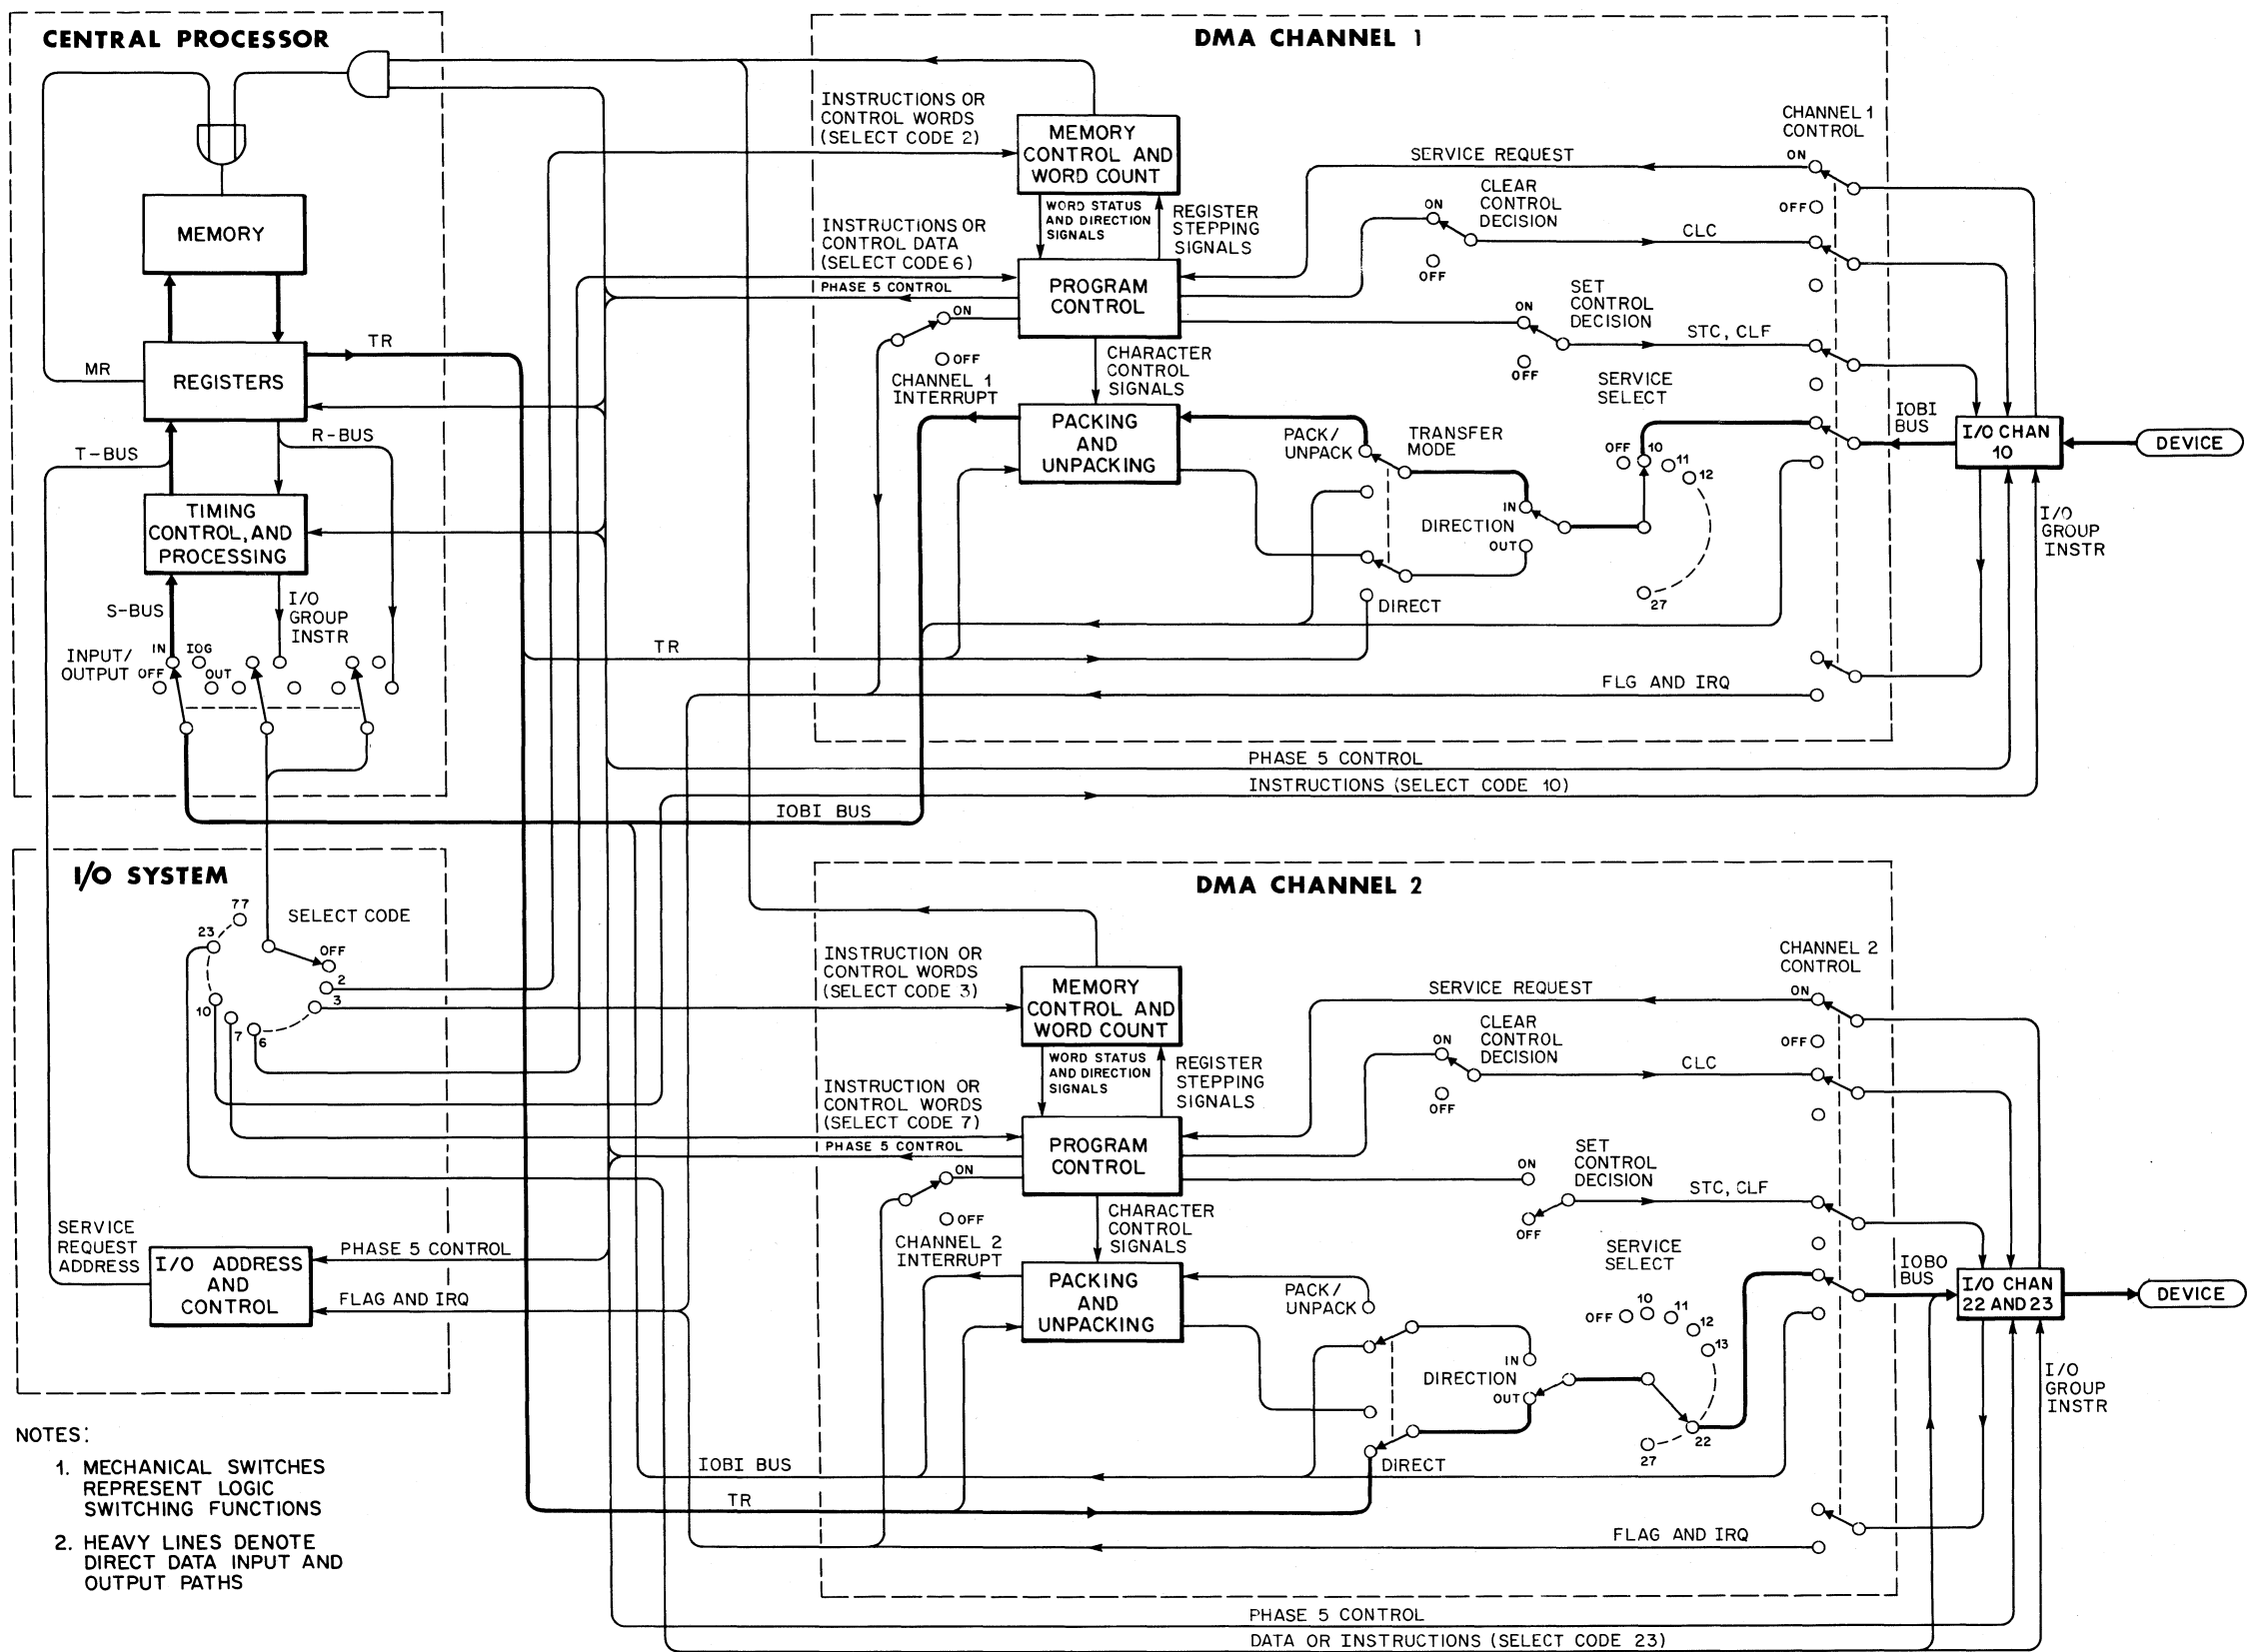 CENTRAL PROCESSOR
MEMORY
TR
MR
REGISTERS
R-BUS
T-BUS
TIMING
CONTROL, AND
PROCESSING
S-BUS
I/O
GROUP
INSTR
INPUT/
OUTPUT
IN
IOG
OFF
OUT
DMA CHANNEL 1
INSTRUCTIONS OR
CONTROL WORDS
(SELECT CODE 2)
MEMORY
CONTROL AND
WORD COUNT
CHANNEL 1
CONTROL
ON
OFF
SERVICE REQUEST
WORD STATUS
AND DIRECTION
SIGNALS
REGISTER
STEPPING
SIGNALS
CLEAR
CONTROL
DECISION
ON
OFF
CLC
INSTRUCTIONS OR
CONTROL DATA
(SELECT CODE 6)
PHASE 5 CONTROL
PROGRAM
CONTROL
SET
CONTROL
DECISION
ON
OFF
STC, CLF
ON
OFF
CHANNEL 1
INTERRUPT
CHARACTER
CONTROL
SIGNALS
PACKING
AND
UNPACKING
PACK/
UNPACK
TRANSFER
MODE
SERVICE
SELECT
OFF
10
11
12
27
IN
DIRECTION
OUT
DIRECT
IOBI
BUS
I/O CHAN
10
DEVICE
I/O
GROUP
INSTR
TR
FLG AND IRQ
PHASE 5 CONTROL
INSTRUCTIONS (SELECT CODE 10)
IOBI BUS
I/O SYSTEM
77
23
SELECT CODE
OFF
2
3
10
7
6
SERVICE
REQUEST
ADDRESS
I/O ADDRESS
AND
CONTROL
PHASE 5 CONTROL
FLAG AND IRQ
DMA CHANNEL 2
INSTRUCTION OR
CONTROL WORDS
(SELECT CODE 3)
MEMORY
CONTROL AND
WORD COUNT
CHANNEL 2
CONTROL
ON
OFF
SERVICE REQUEST
WORD STATUS
AND DIRECTION
SIGNALS
REGISTER
STEPPING
SIGNALS
CLEAR
CONTROL
DECISION
ON
OFF
CLC
INSTRUCTION OR
CONTROL WORDS
(SELECT CODE 7)
PHASE 5 CONTROL
PROGRAM
CONTROL
SET
CONTROL
DECISION
ON
OFF
STC, CLF
ON
OFF
CHANNEL 2
INTERRUPT
CHARACTER
CONTROL
SIGNALS
PACKING
AND
UNPACKING
PACK/
UNPACK
SERVICE
SELECT
OFF
10
11
12
13
22
27
IN
DIRECTION
OUT
DIRECT
IOBO
BUS
I/O CHAN
22 AND 23
DEVICE
I/O
GROUP
INSTR
IOBI BUS
TR
FLAG AND IRQ
PHASE 5 CONTROL
DATA OR INSTRUCTIONS (SELECT CODE 23)
NOTES:
1. MECHANICAL SWITCHES
REPRESENT LOGIC
SWITCHING FUNCTIONS
2. HEAVY LINES DENOTE
DIRECT DATA INPUT AND
OUTPUT PATHS